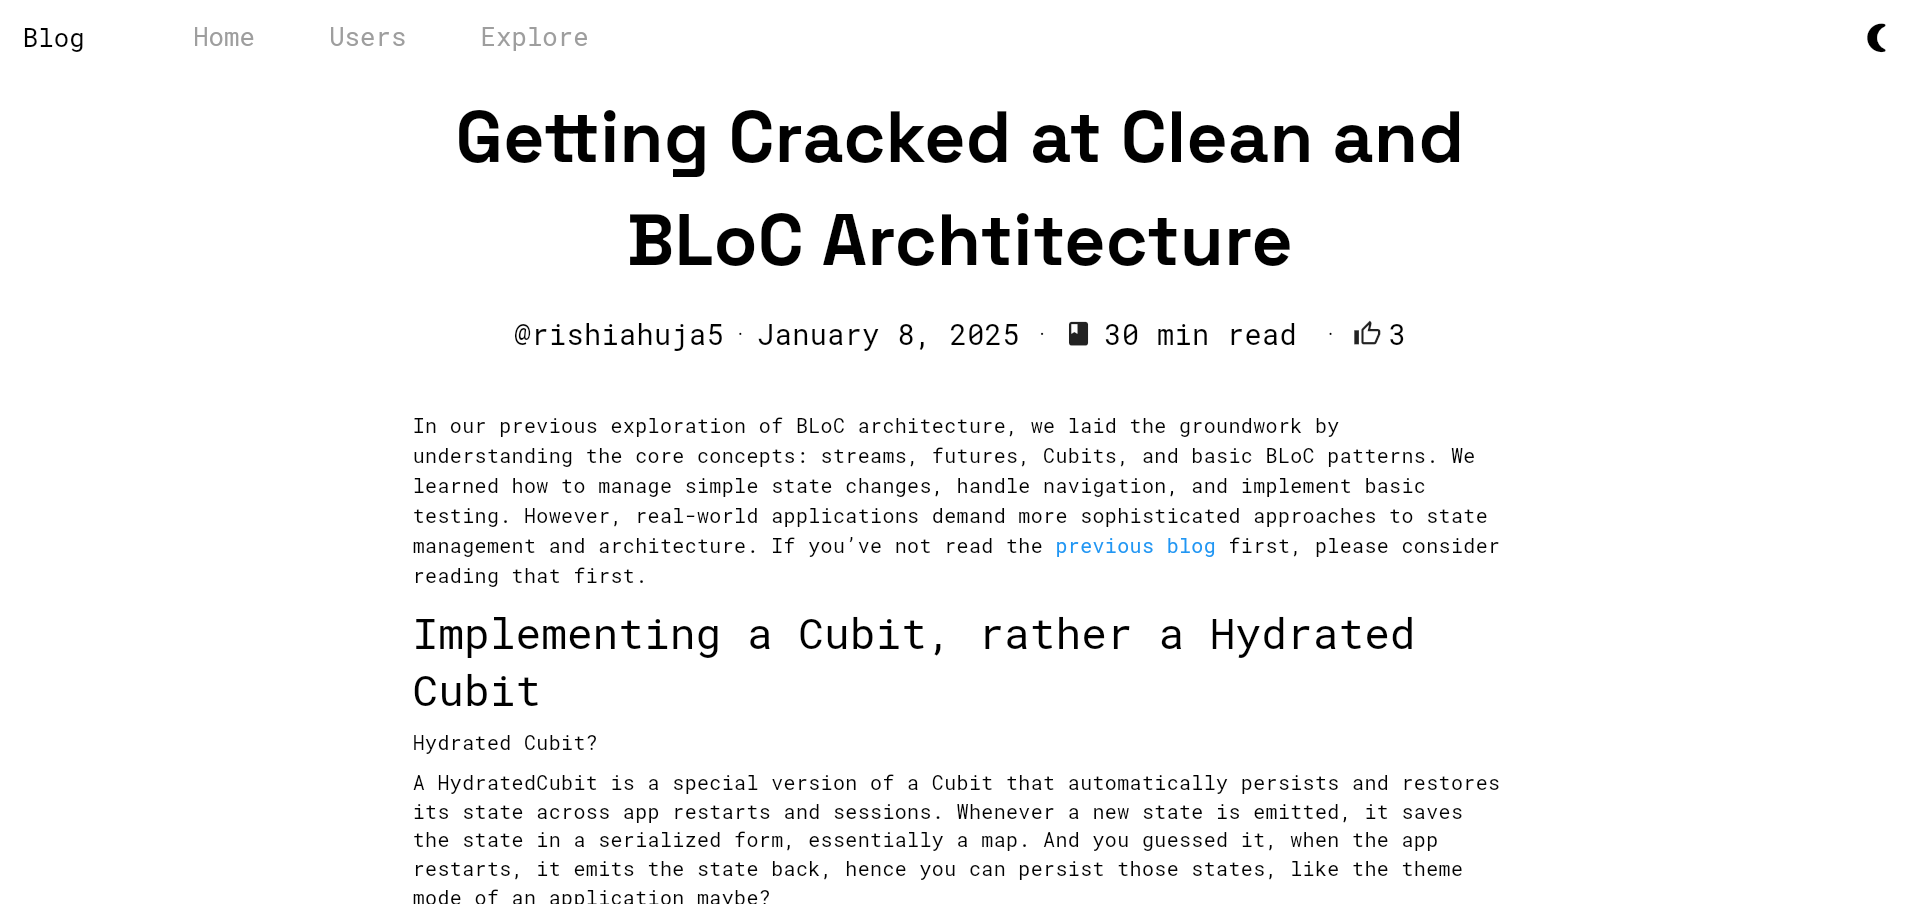 Blog Home Users Explore
Getting Cracked at Clean and
BLoC Archtitecture
@rishiahuja5 · January 8, 2025 · 30 min read · 3
In our previous exploration of BLoC architecture, we laid the groundwork by
understanding the core concepts: streams, futures, Cubits, and basic BLoC patterns. We
learned how to manage simple state changes, handle navigation, and implement basic
testing. However, real-world applications demand more sophisticated approaches to state
management and architecture. If you’ve not read the previous blog first, please consider
reading that first.
Implementing a Cubit, rather a Hydrated
Cubit
Hydrated Cubit?
A HydratedCubit is a special version of a Cubit that automatically persists and restores
its state across app restarts and sessions. Whenever a new state is emitted, it saves
the state in a serialized form, essentially a map. And you guessed it, when the app
restarts, it emits the state back, hence you can persist those states, like the theme
mode of an application maybe?